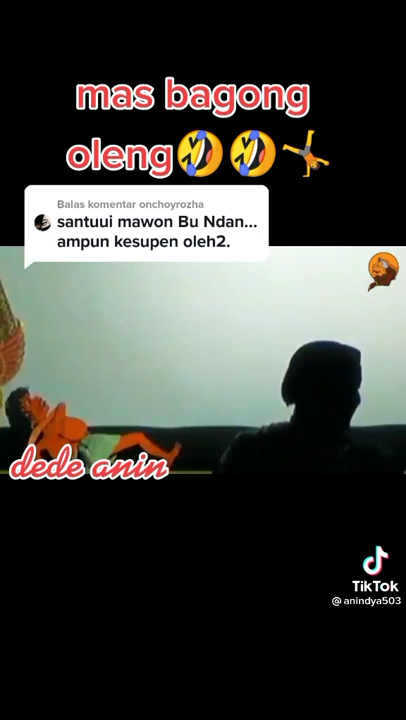 mas bagong
oleng🤣🤣🤸
Balas komentar onchoyrozha
santuui mawon Bu Ndan...
ampun kesupen oleh2.
dede anin
TikTok
@anindya503